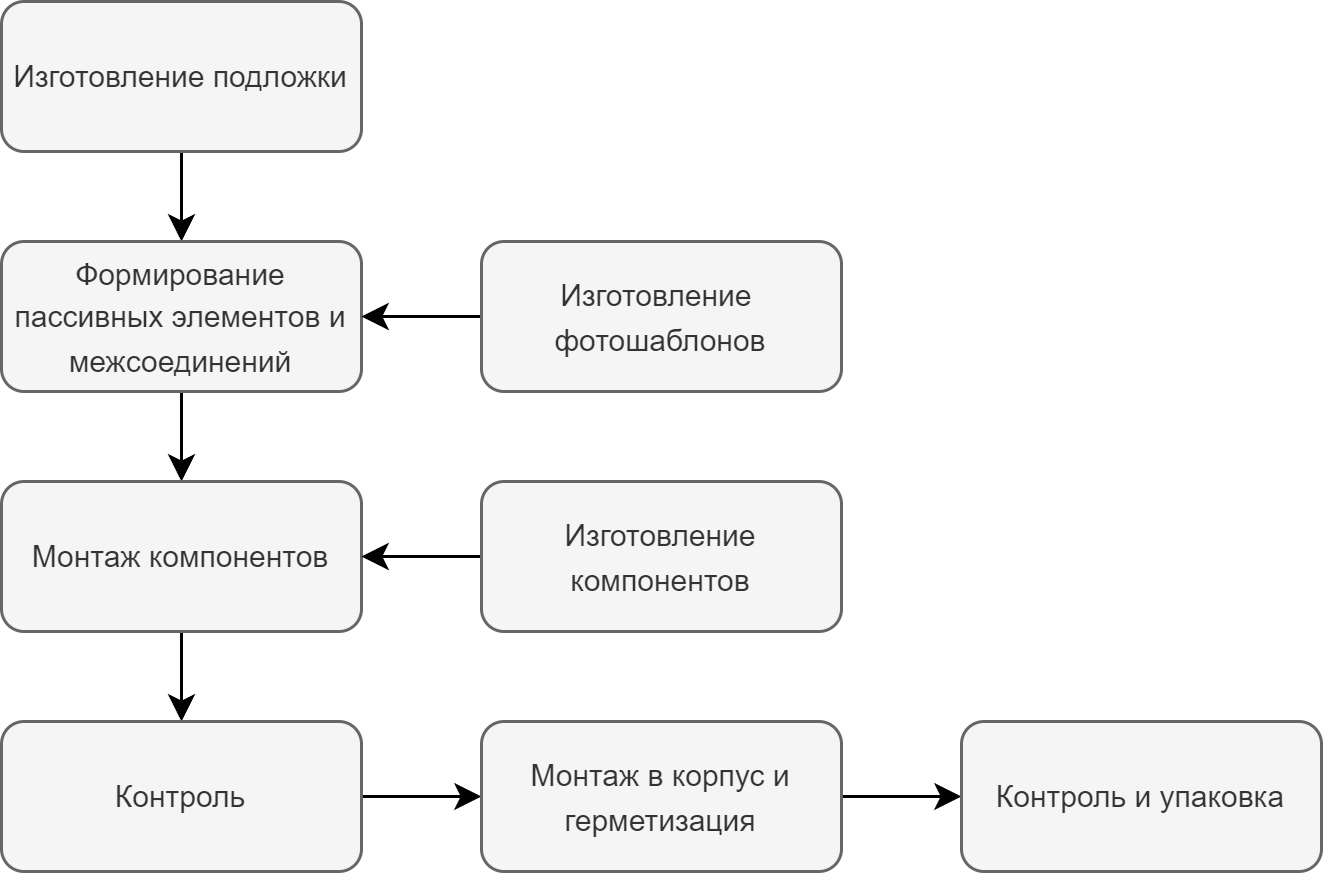 Изготовление подложки
Формирование
пассивных элементов и
межсоединений
Изготовление
фотошаблонов
Монтаж компонентов
Изготовление
компонентов
Контроль
Монтаж в корпус и
герметизация
Контроль и упаковка